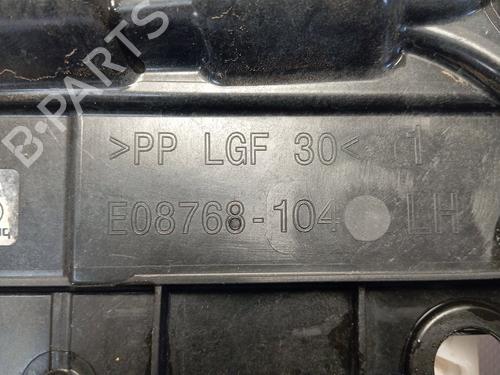 B-PARTS
>PP LGF 30< 1
E08768-104 LH